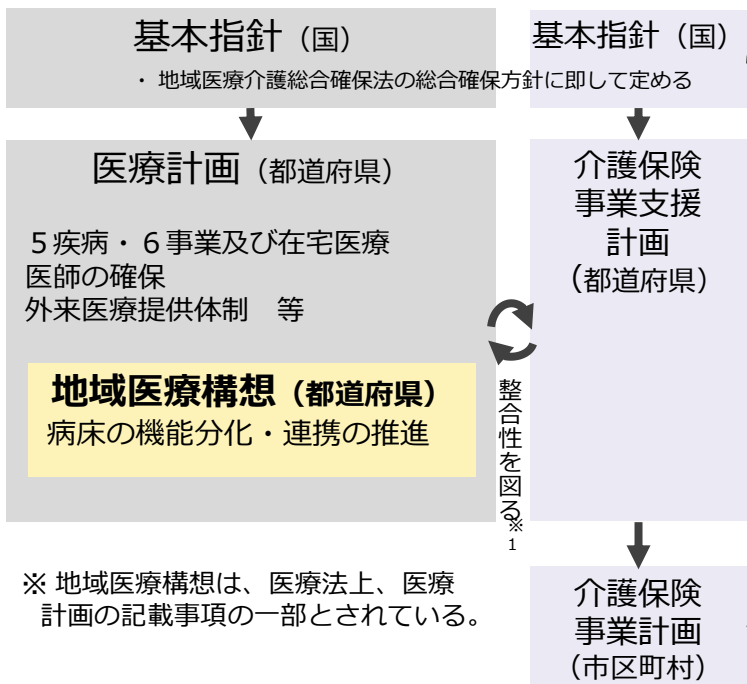 基本指針（国）
・ 地域医療介護総合確保法の総合確保方針に即して定める
基本指針（国）
医療計画（都道府県）
５疾病・６事業及び在宅医療
医師の確保
外来医療提供体制　等
地域医療構想（都道府県）
病床の機能分化・連携の推進
整合性を図る※1
介護保険
事業支援
計画
（都道府県）
※ 地域医療構想は、医療法上、医療
計画の記載事項の一部とされている。
介護保険
事業計画
（市区町村）